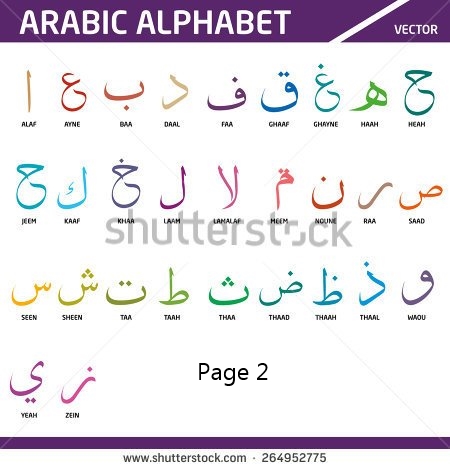 ARABIC ALPHABET
VECTOR
ا ع ب د ف ق غ ه ح
ALAF AYNE BAA DAAL FAA GHAAF GHAYNE HAAH HEAH
ج ك خ ل لا م ن ر ص
JEEM KAAF KHAA LAAM LAMALAF MEEM NOUNE RAA SAAD
shutterstock
س ش ت ط ث ض ظ ذ و
SEEN SHEEN TAA TAAH THAA THAAD THAAH THAAL WAOU
ي ز
YEAH ZEIN
Page 2
www.shutterstock.com · 264952775